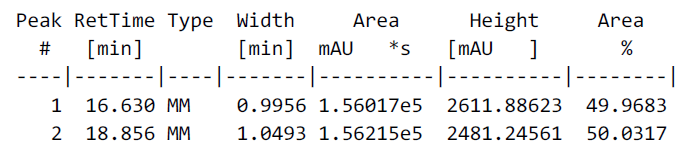 Peak RetTime Type  Width     Area      Height     Area
  #   [min]        [min]  mAU   *s   [mAU   ]      %
----|-------|----|-------|----------|----------|--------|
   1  16.630 MM    0.9956 1.56017e5  2611.88623  49.9683
   2  18.856 MM    1.0493 1.56215e5  2481.24561  50.0317